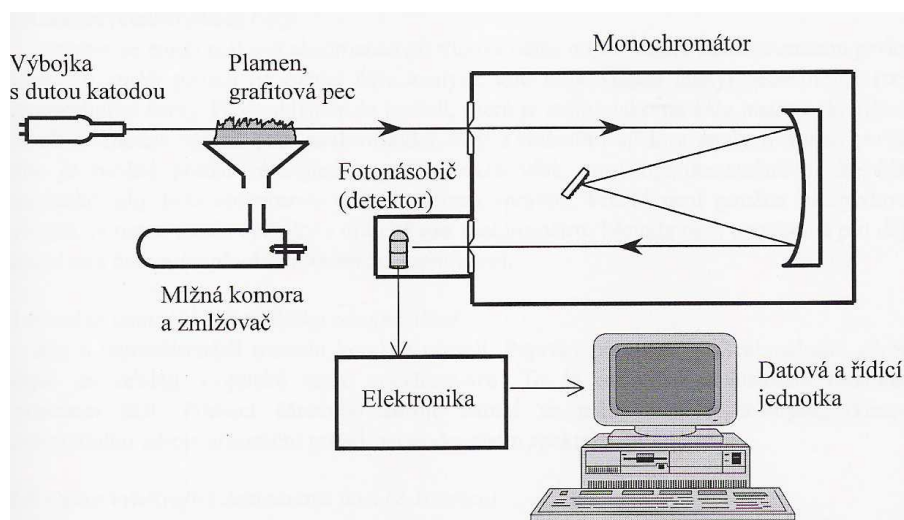 Monochromátor
Výbojka
s dutou katodou
Plamen,
grafitová pec
Fotonásobič
(detektor)
Mlžná komora
a zmlžovač
Elektronika
Datová a řídící
jednotka